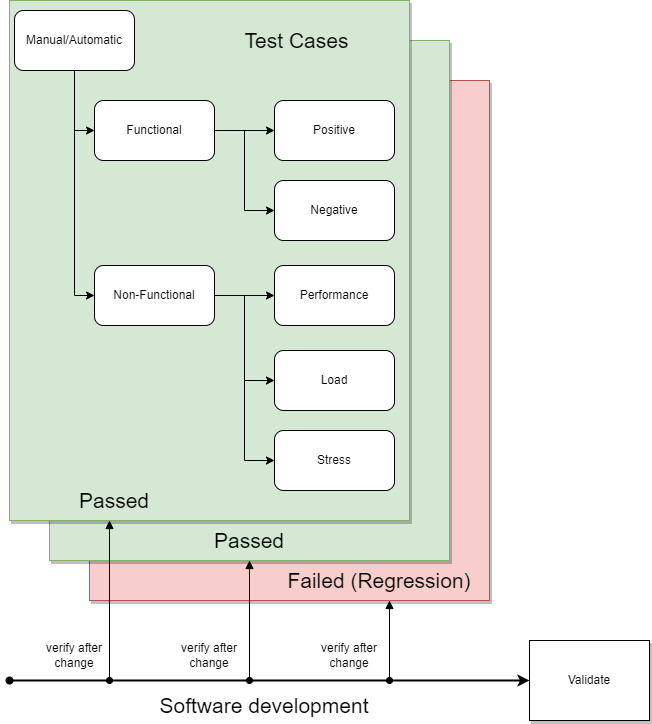 Manual/Automatic
Test Cases
Functional
Positive
Negative
Non-Functional
Performance
Load
Stress
Passed
Passed
Failed (Regression)
verify after
change
verify after
change
verify after
change
Validate
Software development